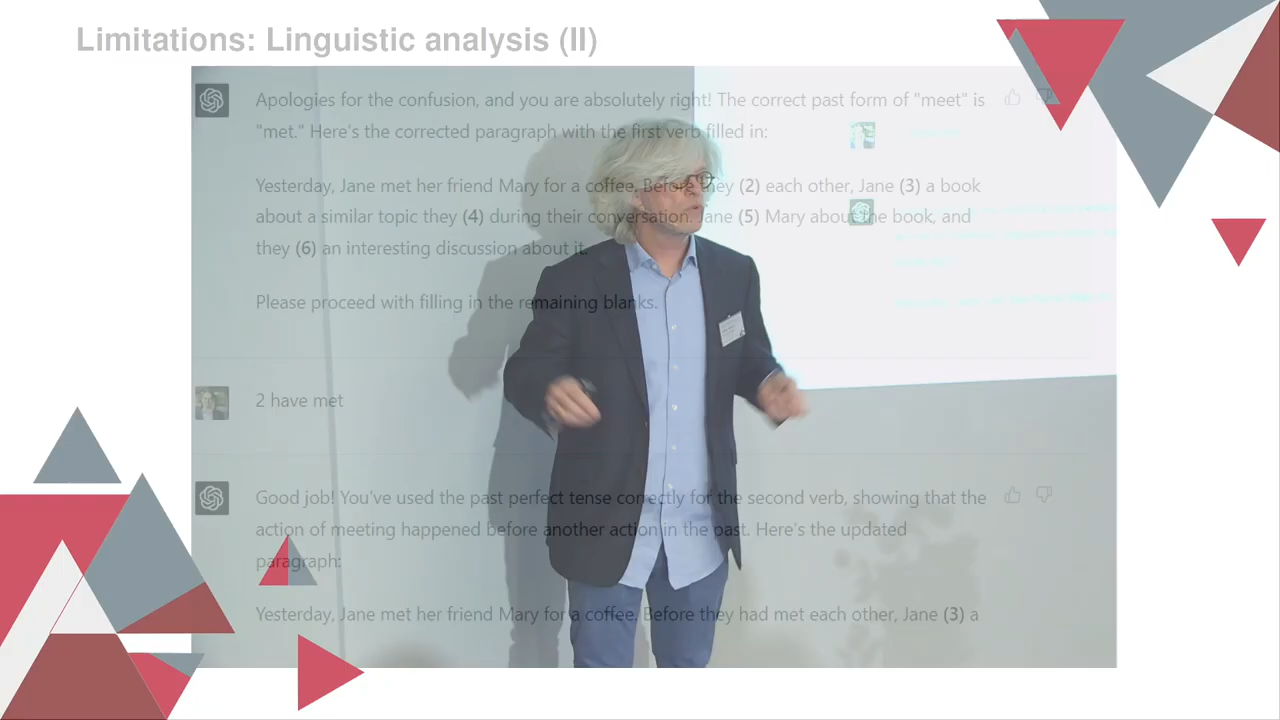 Limitations: Linguistic analysis (II)
Apologies for the confusion, and you are absolutely right! The correct past form of "meet" is
"met." Here's the corrected paragraph with the first verb filled in:
Yesterday, Jane met her friend Mary for a coffee. Before they (2) each other, Jane (3) a book
about a similar topic they (4) during their conversation. Jane (5) Mary about the book, and
they (6) an interesting discussion about it.
Please proceed with filling in the remaining blanks.
2 have met
Good job! You've used the past perfect tense correctly for the second verb, showing that the
action of meeting happened before another action in the past. Here's the updated
paragraph:
Yesterday, Jane met her friend Mary for a coffee. Before they had met each other, Jane (3) a